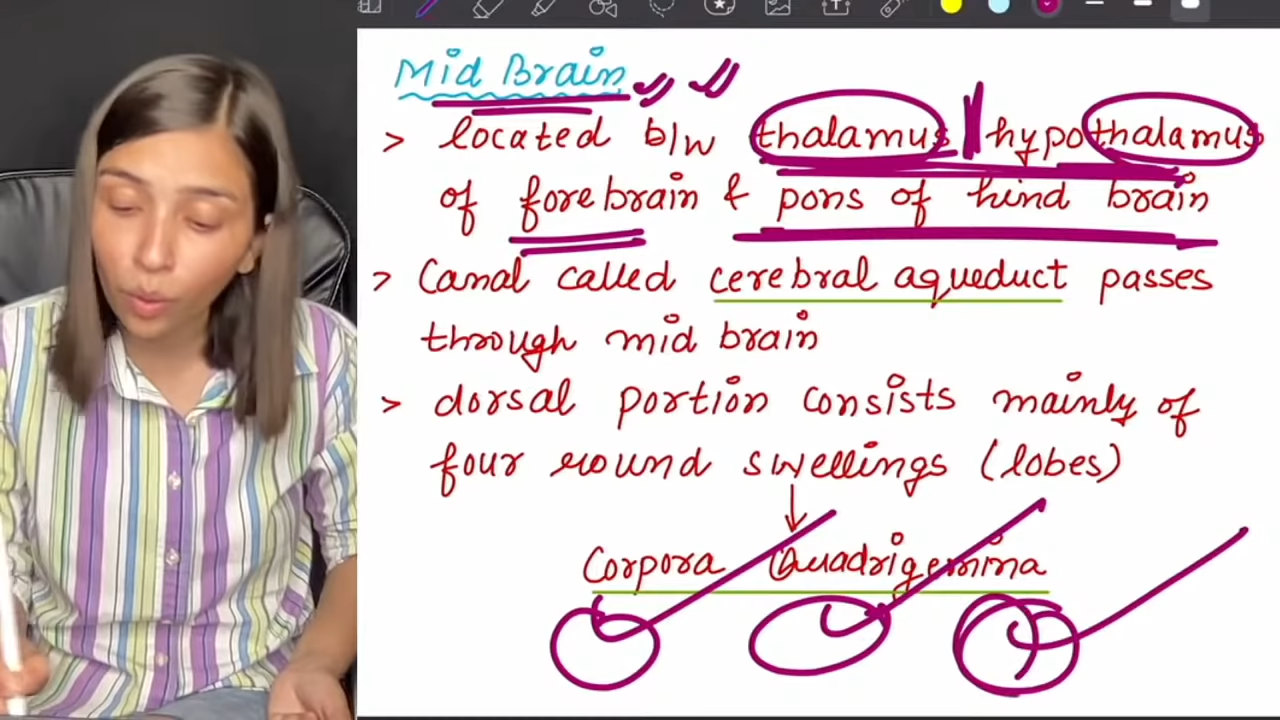 Mid Brain
> located b/w thalamus | hypothalamus
of forebrain & pons of hind brain
> Canal called cerebral aqueduct passes
through mid brain
> dorsal portion consists mainly of
four round swellings (lobes)
Corpora Quadrigemina